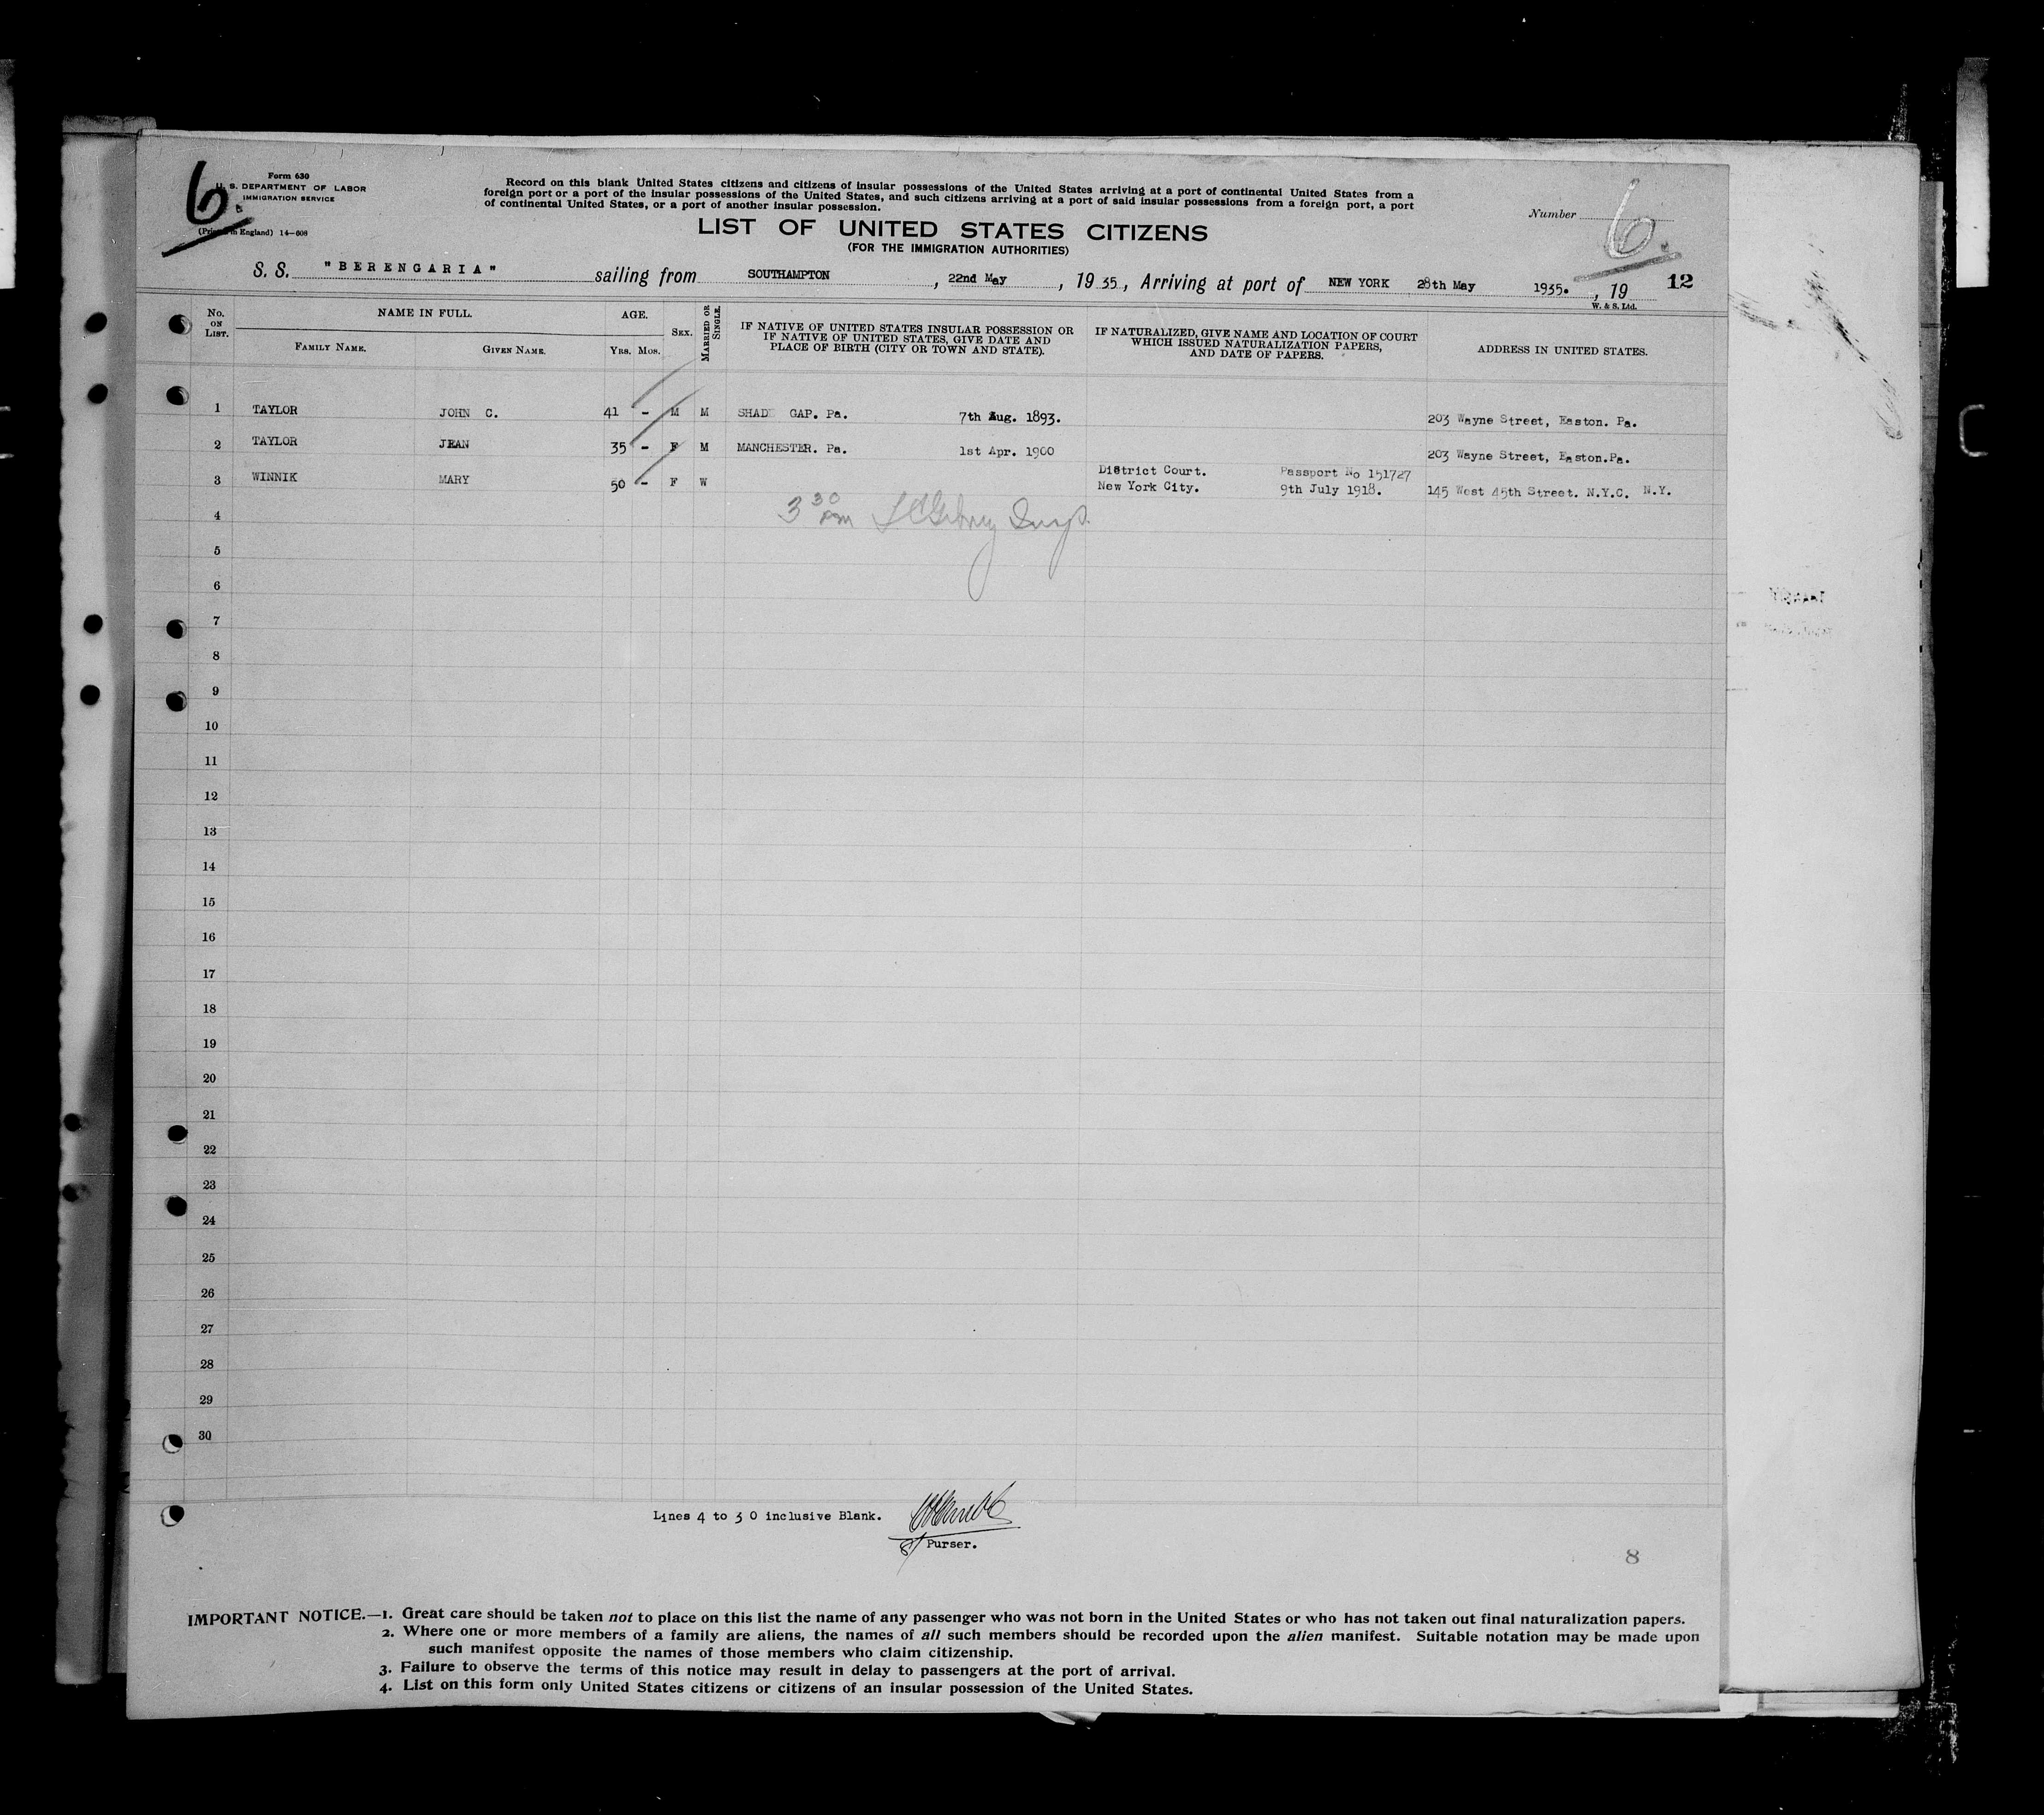 6.
Form 630
U. S. DEPARTMENT OF LABOR
IMMIGRATION SERVICE
(Printed in England) 14—608
Record on this blank United States citizens and citizens of insular possessions of the United States arriving at a port of continental United States from a
foreign port or a port of the insular possessions of the United States, and such citizens arriving at a port of said insular possessions from a foreign port, a port
of continental United States, or a port of another insular possession.
Number 6.
LIST OF UNITED STATES CITIZENS
(FOR THE IMMIGRATION AUTHORITIES)
S. S. "BERENGARIA" sailing from SOUTHAMPTON, 22nd May, 1935, Arriving at port of NEW YORK 28th May 1935., 19 12
W. & S. Ltd.
No. ON LIST. NAME IN FULL. FAMILY NAME. GIVEN NAME. AGE. YRS. MOS. SEX. MARRIED OR SINGLE. IF NATIVE OF UNITED STATES INSULAR POSSESSION OR IF NATIVE OF UNITED STATES, GIVE DATE AND PLACE OF BIRTH (CITY OR TOWN AND STATE). IF NATURALIZED, GIVE NAME AND LOCATION OF COURT WHICH ISSUED NATURALIZATION PAPERS, AND DATE OF PAPERS. ADDRESS IN UNITED STATES.
1 TAYLOR JOHN C. 41 - M M SHADE GAP. Pa. 7th Aug. 1893. 203 Wayne Street, Easton. Pa.
2 TAYLOR JEAN 35 - F M MANCHESTER. Pa. 1st Apr. 1900 203 Wayne Street, Easton.Pa.
3 WINNIK MARY 50 - F W District Court. Passport No 151727
New York City. 9th July 1918. 145 West 45th Street. N.Y.C. N.Y.
4 3 30 pm Insp.
5
6
7
8
9
10
11
12
13
14
15
16
17
18
19
20
21
22
23
24
25
26
27
28
29
30
Lines 4 to 30 inclusive Blank.
Purser.
8
IMPORTANT NOTICE.—1. Great care should be taken not to place on this list the name of any passenger who was not born in the United States or who has not taken out final naturalization papers.
2. Where one or more members of a family are aliens, the names of all such members should be recorded upon the alien manifest. Suitable notation may be made upon
such manifest opposite the names of those members who claim citizenship.
3. Failure to observe the terms of this notice may result in delay to passengers at the port of arrival.
4. List on this form only United States citizens or citizens of an insular possession of the United States.